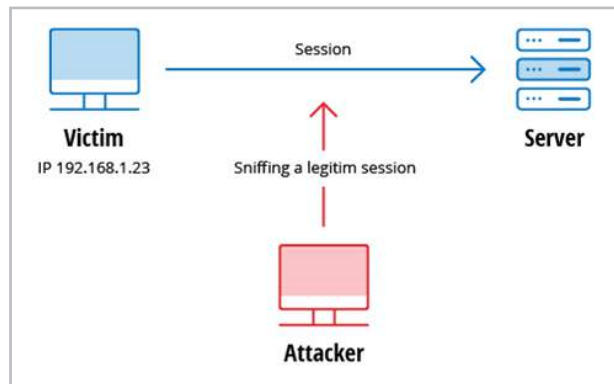 Session
Victim
Server
IP 192.168.1.23
Sniffing a legitim session
Attacker